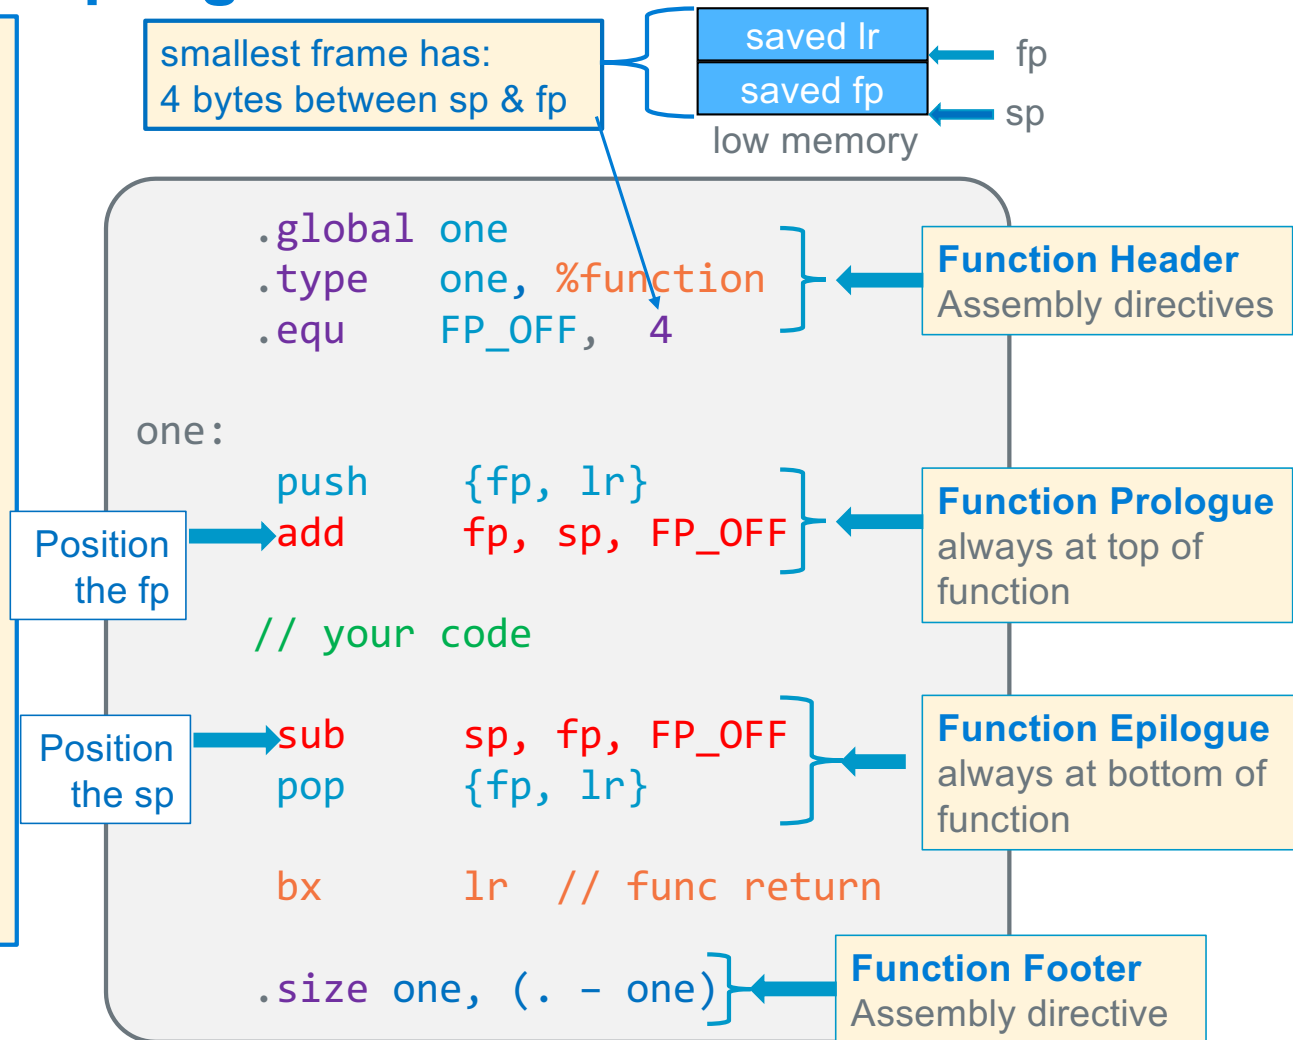 smallest frame has:
4 bytes between sp & fp
saved lr
saved fp
low memory
fp
sp
.global one
.type one, %function
.equ FP_OFF, 4
Function Header
Assembly directives
one:
push {fp, lr}
add fp, sp, FP_OFF
Position
the fp
Function Prologue
always at top of
function
// your code
sub sp, fp, FP_OFF
pop {fp, lr}
Position
the sp
Function Epilogue
always at bottom of
function
bx lr // func return
.size one, (. – one)
Function Footer
Assembly directive